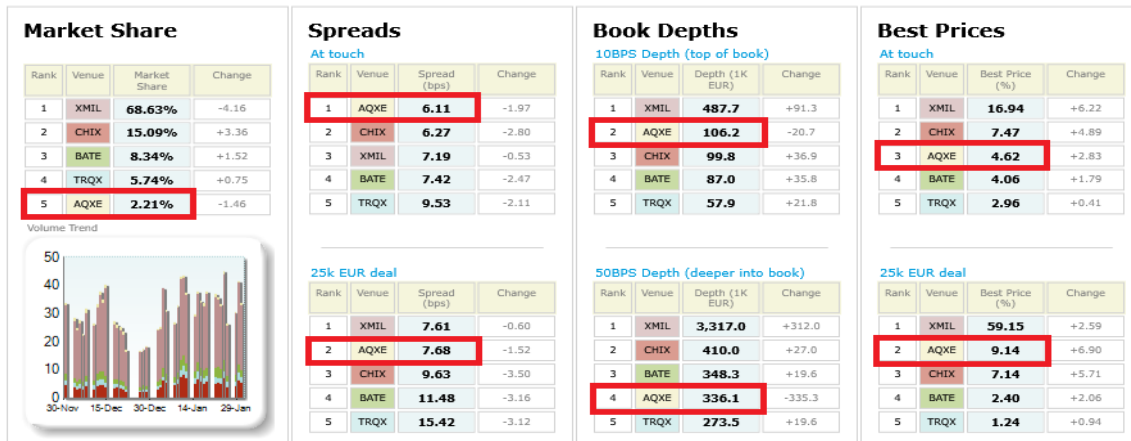 Market Share
Rank Venue Market Share Change
1 XMIL 68.63% -4.16
2 CHIX 15.09% +3.36
3 BATE 8.34% +1.52
4 TRQX 5.74% +0.75
5 AQXE 2.21% -1.46
Volume Trend
50
40
30
20
10
0
30-Nov 15-Dec 30-Dec 14-Jan 29-Jan
Spreads
At touch
Rank Venue Spread (bps) Change
1 AQXE 6.11 -1.97
2 CHIX 6.27 -2.80
3 XMIL 7.19 -0.53
4 BATE 7.42 -2.47
5 TRQX 9.53 -2.11
25k EUR deal
Rank Venue Spread (bps) Change
1 XMIL 7.61 -0.60
2 AQXE 7.68 -1.52
3 CHIX 9.63 -3.50
4 BATE 11.48 -3.16
5 TRQX 15.42 -3.12
Book Depths
10BPS Depth (top of book)
Rank Venue Depth (1K EUR) Change
1 XMIL 487.7 +91.3
2 AQXE 106.2 -20.7
3 CHIX 99.8 +36.9
4 BATE 87.0 +35.8
5 TRQX 57.9 +21.8
50BPS Depth (deeper into book)
Rank Venue Depth (1K EUR) Change
1 XMIL 3,317.0 +312.0
2 CHIX 410.0 +27.0
3 BATE 348.3 +19.6
4 AQXE 336.1 -335.3
5 TRQX 273.5 +19.6
Best Prices
At touch
Rank Venue Best Price (%) Change
1 XMIL 16.94 +6.22
2 CHIX 7.47 +4.89
3 AQXE 4.62 +2.83
4 BATE 4.06 +1.79
5 TRQX 2.96 +0.41
25k EUR deal
Rank Venue Best Price (%) Change
1 XMIL 59.15 +2.59
2 AQXE 9.14 +6.90
3 CHIX 7.14 +5.71
4 BATE 2.40 +2.06
5 TRQX 1.24 +0.94